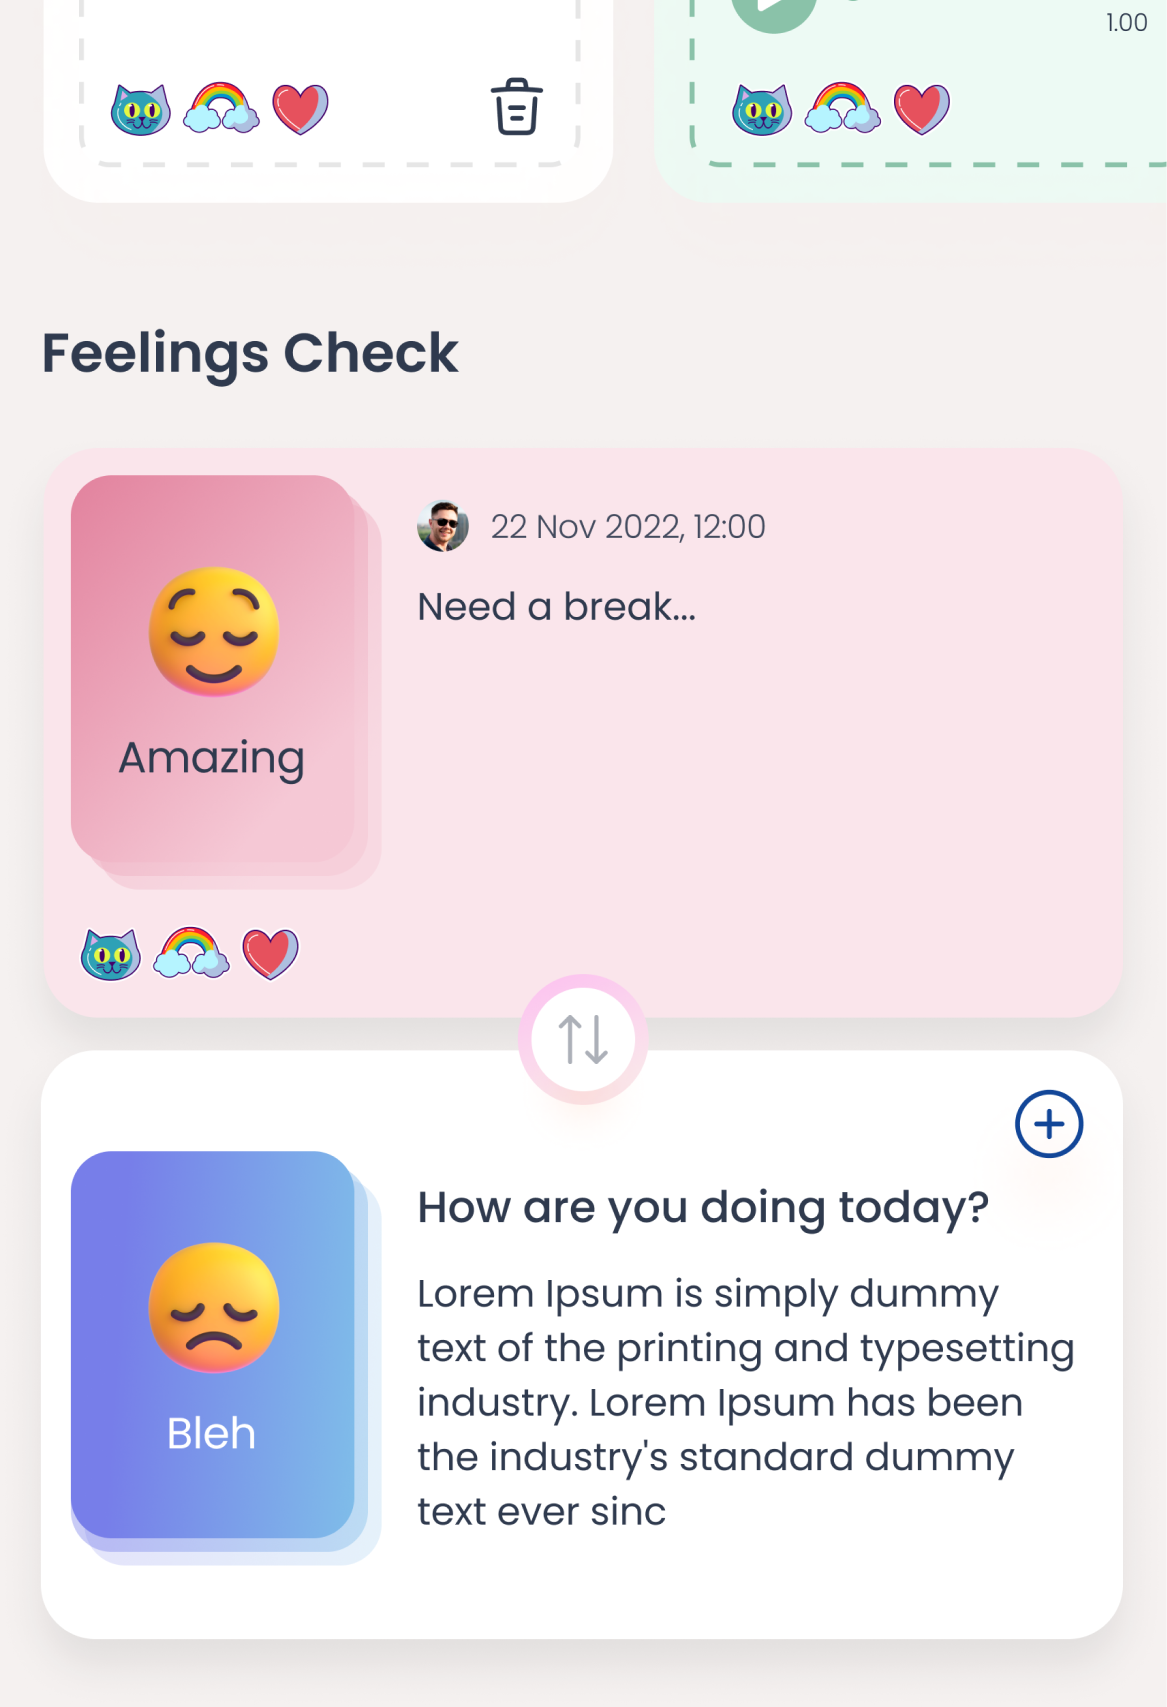 1.00
Feelings Check
22 Nov 2022, 12:00
Need a break...
Amazing
How are you doing today?
Lorem Ipsum is simply dummy
text of the printing and typesetting
industry. Lorem Ipsum has been
the industry's standard dummy
text ever sinc
Bleh